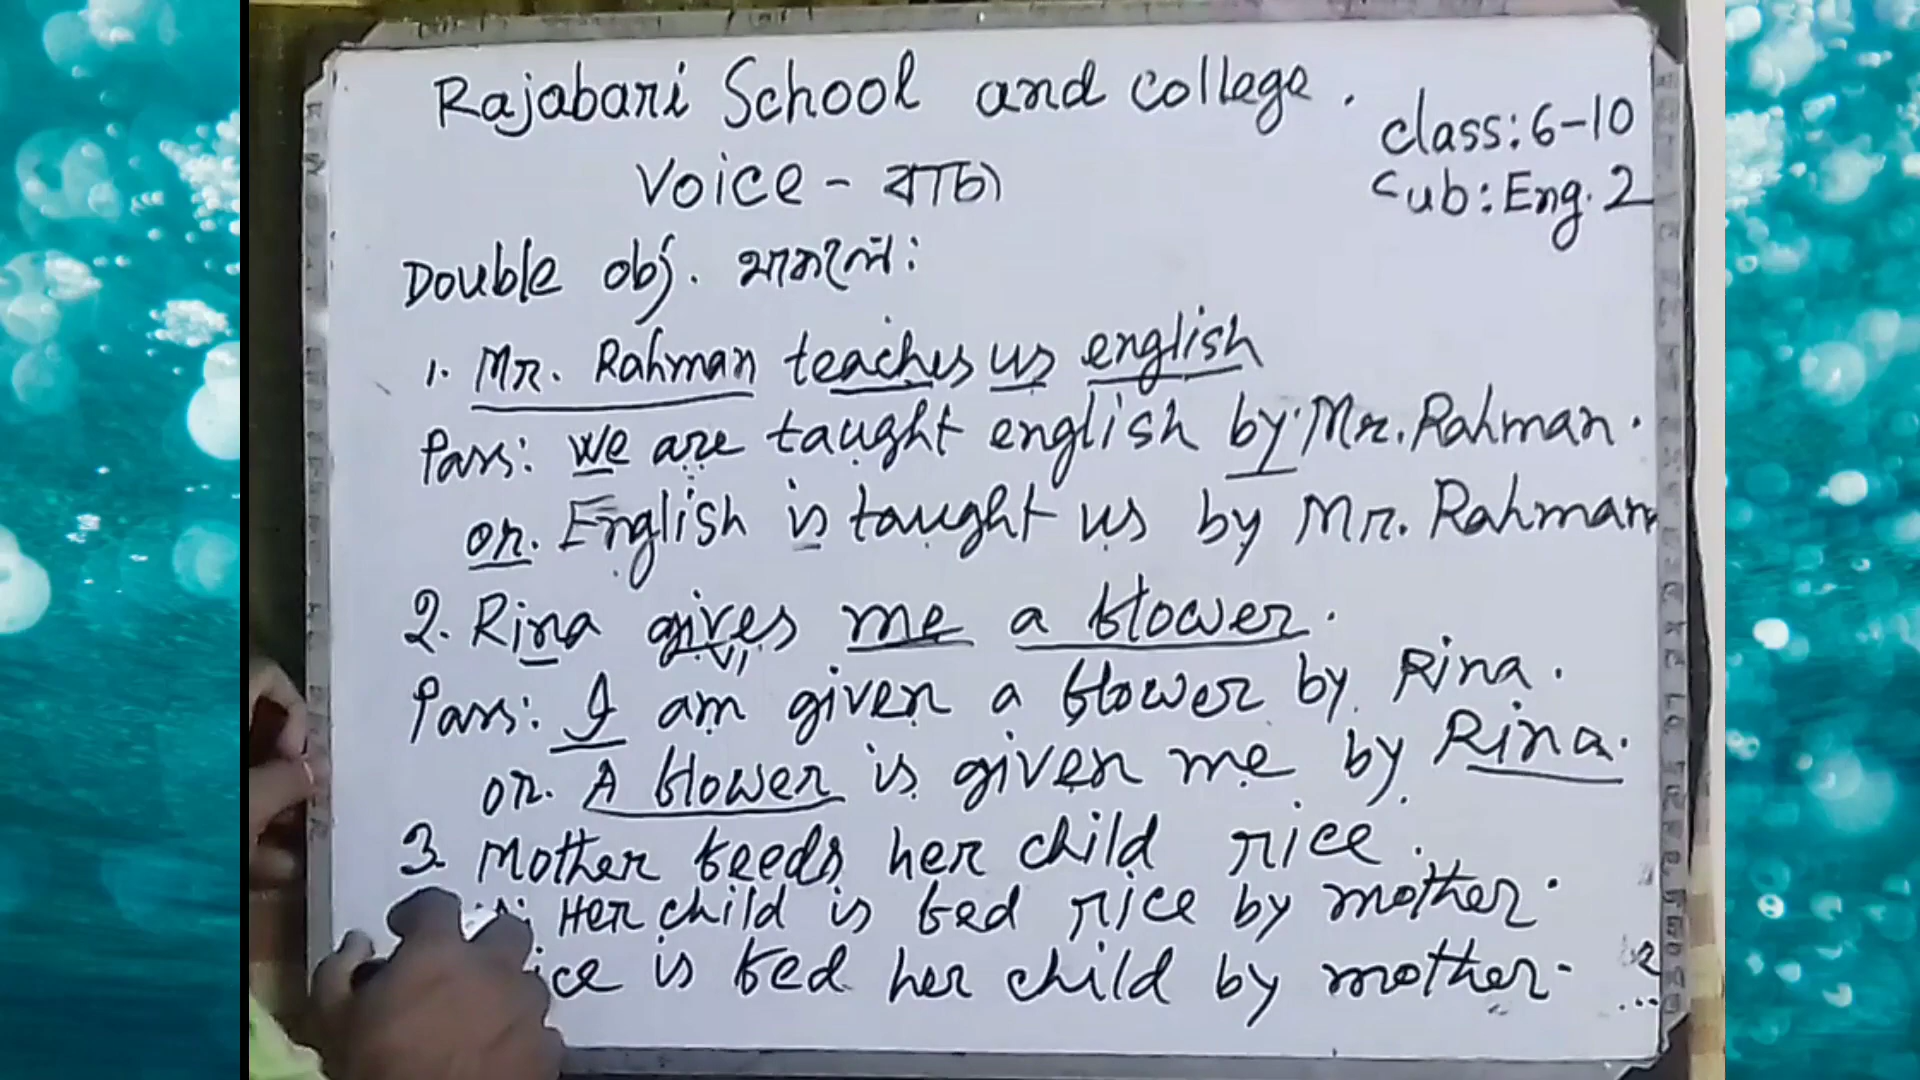 Rajabari School and college.
class: 6-10
Voice - বাচ্য
Sub: Eng. 2
Double obj. থাকলে:
1. Mr. Rahman teaches us english
Pass: we are taught english by Mr. Rahman.
or. English is taught us by Mr. Rahman
2. Rina gives me a flower.
Pass: I am given a flower by Rina.
or. A flower is given me by Rina.
3. Mother feeds her child rice.
Her child is fed rice by mother.
ice is fed her child by mother.